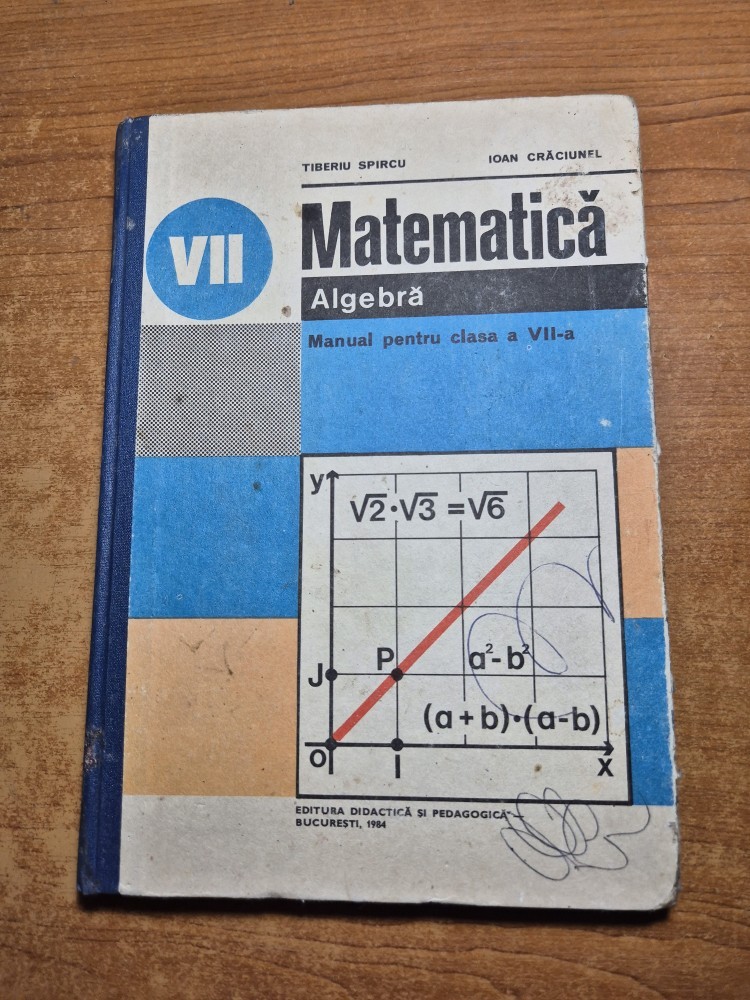 TIBERIU SPIRCU IOAN CRĂCIUNEL
VII
Matematică
Algebră
Manual pentru clasa a VII-a
y
√2·√3 =√6
J
P
a²-b²
(a+b)·(a-b)
O
I
x
EDITURA DIDACTICĂ ȘI PEDAGOGICĂ —
BUCUREȘTI, 1984